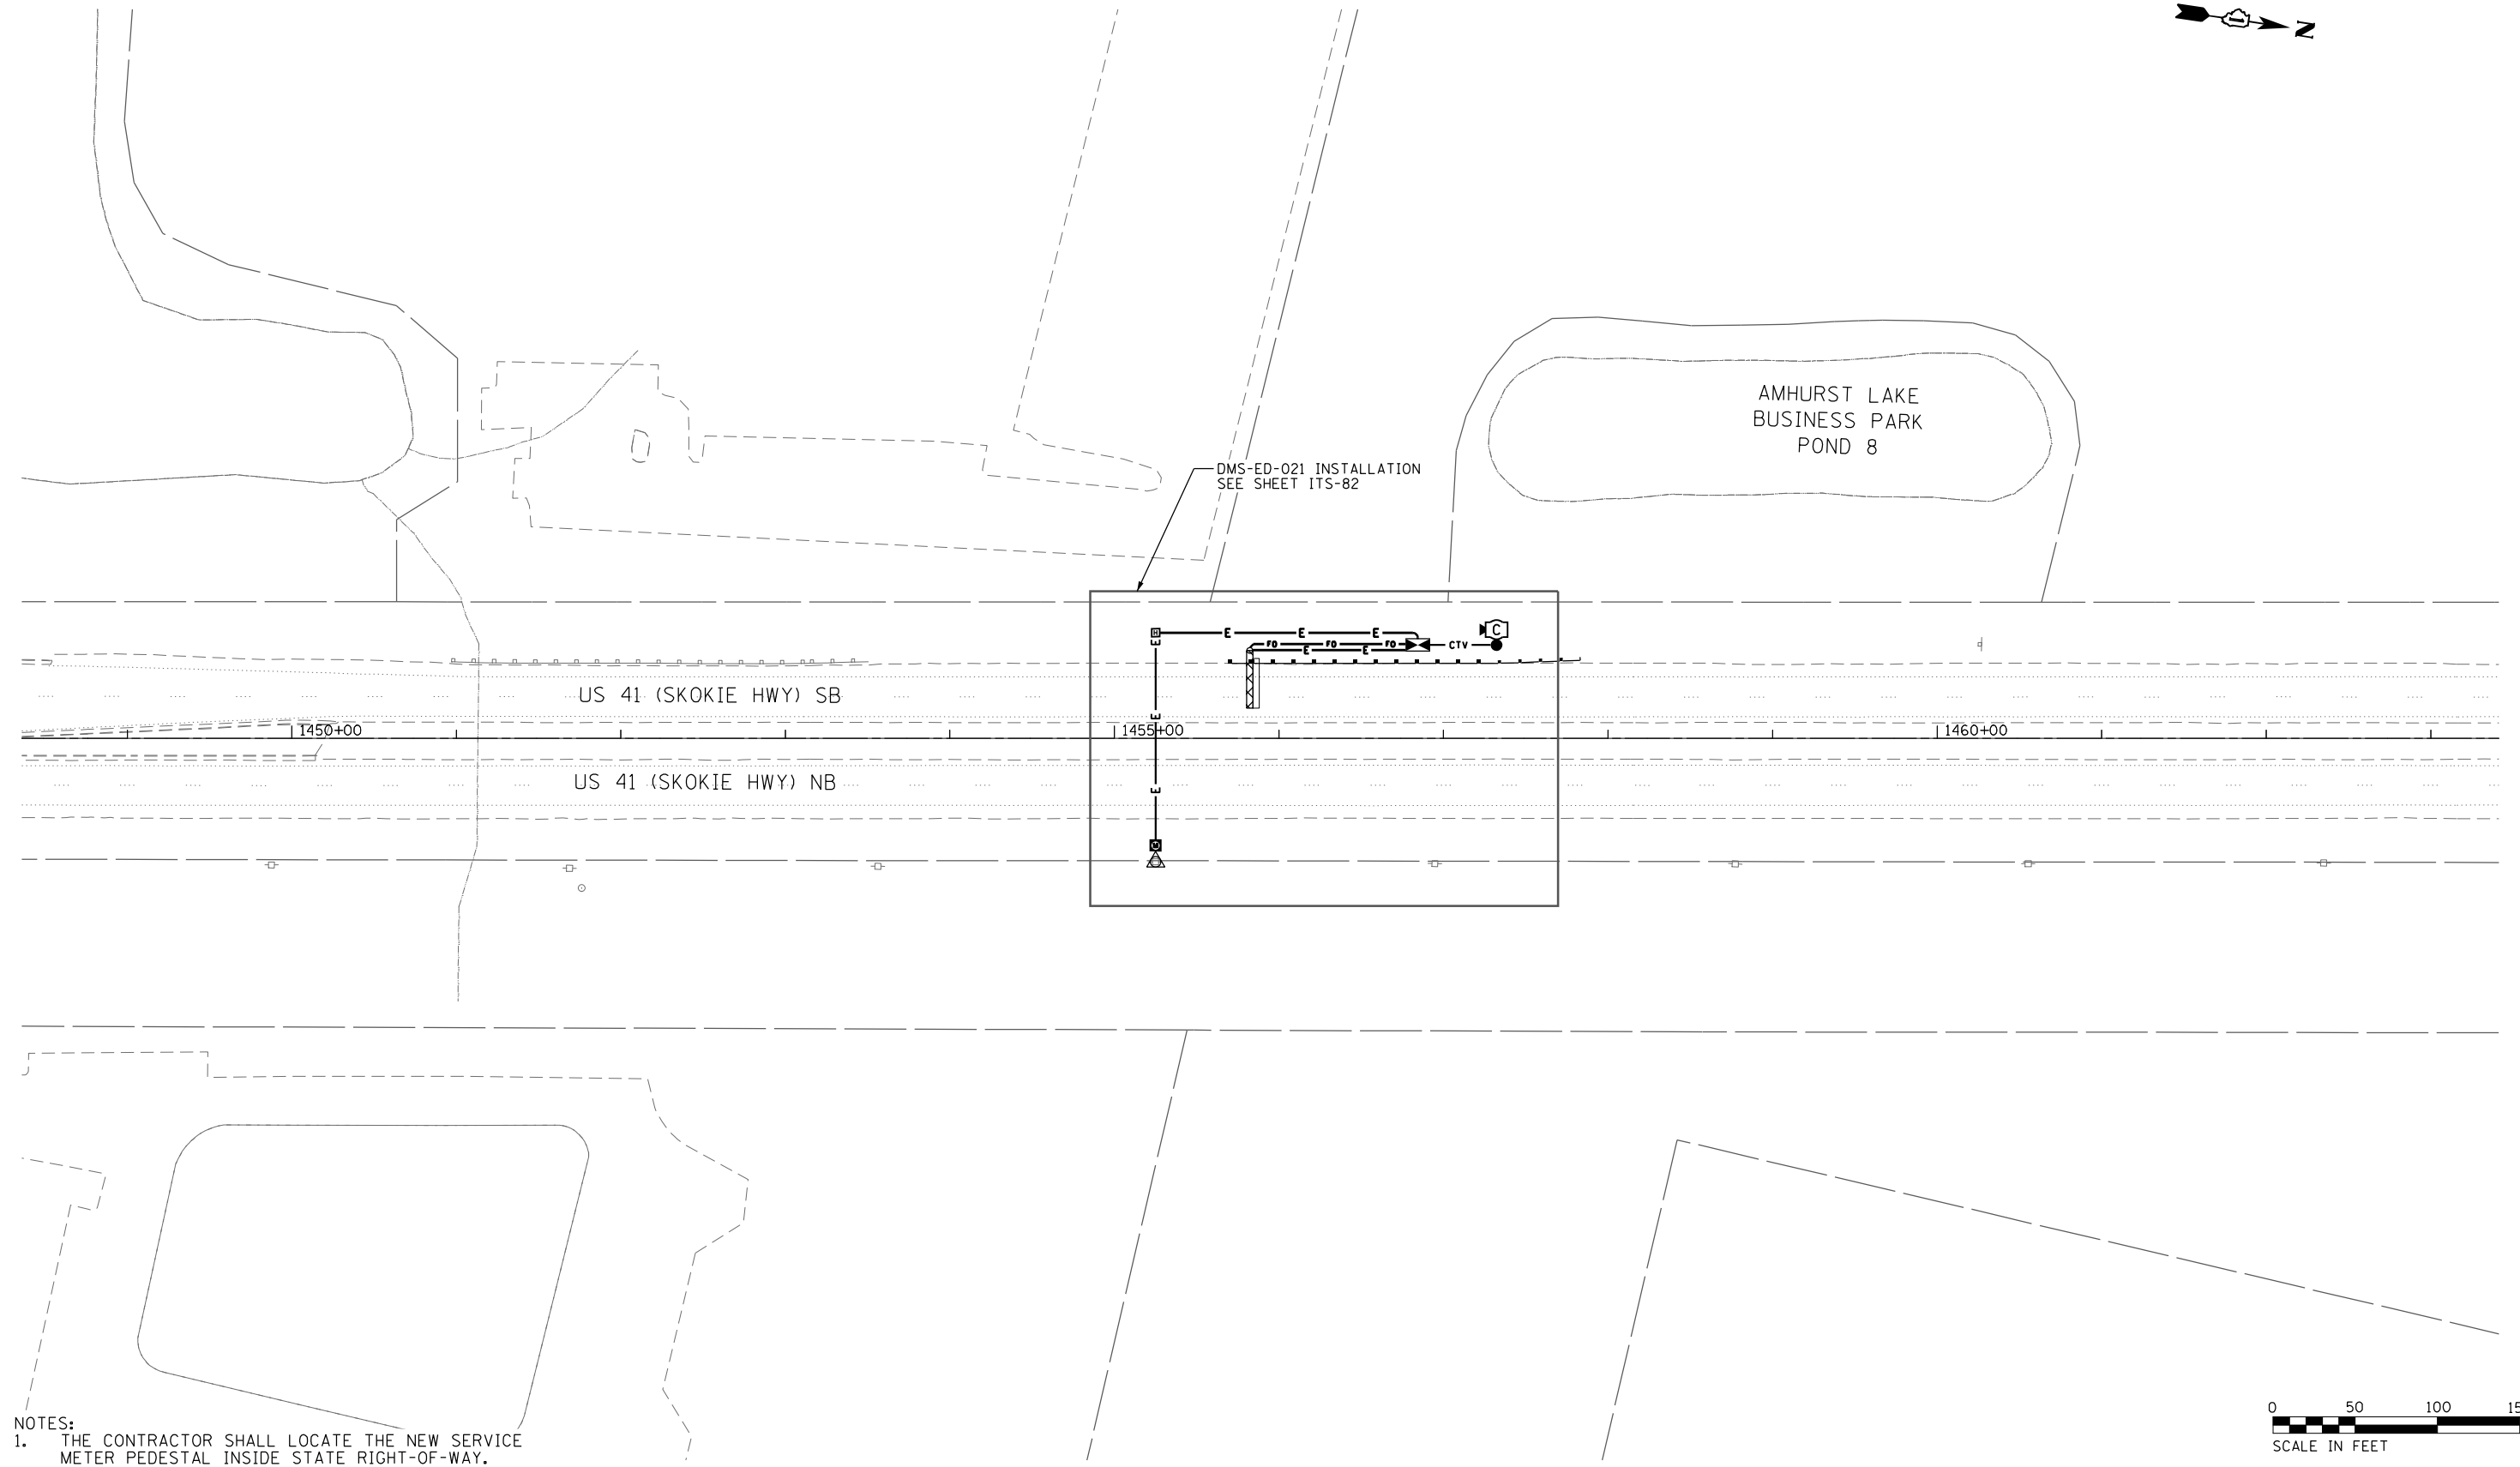 N
AMHURST LAKE
BUSINESS PARK
POND 8
DMS-ED-021 INSTALLATION
SEE SHEET ITS-82
H E E E C
E FO FO FO CTV
E E
US 41 (SKOKIE HWY) SB
E
1450+00 1455+00 1460+00
US 41 (SKOKIE HWY) NB
E
M
0 50 100 15
SCALE IN FEET
NOTES:
1. THE CONTRACTOR SHALL LOCATE THE NEW SERVICE
METER PEDESTAL INSIDE STATE RIGHT-OF-WAY.